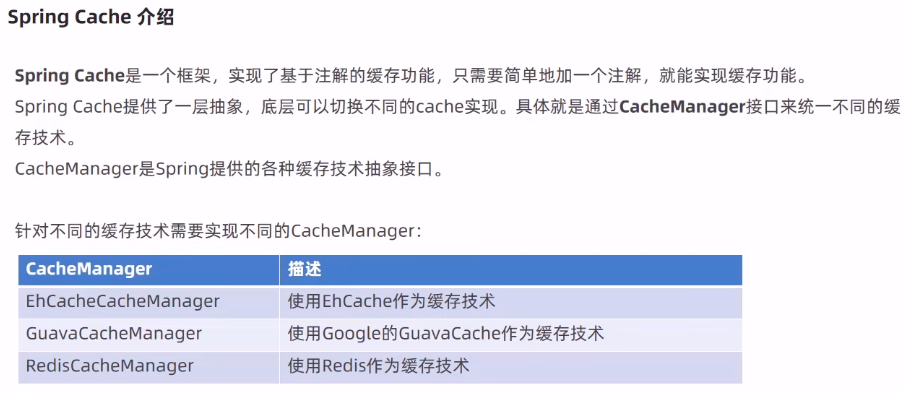 Spring Cache 介绍
Spring Cache是一个框架，实现了基于注解的缓存功能，只需要简单地加一个注解，就能实现缓存功能。
Spring Cache提供了一层抽象，底层可以切换不同的cache实现。具体就是通过CacheManager接口来统一不同的缓
存技术。
CacheManager是Spring提供的各种缓存技术抽象接口。
针对不同的缓存技术需要实现不同的CacheManager：
CacheManager 描述
EhCacheCacheManager 使用EhCache作为缓存技术
GuavaCacheManager 使用Google的GuavaCache作为缓存技术
RedisCacheManager 使用Redis作为缓存技术